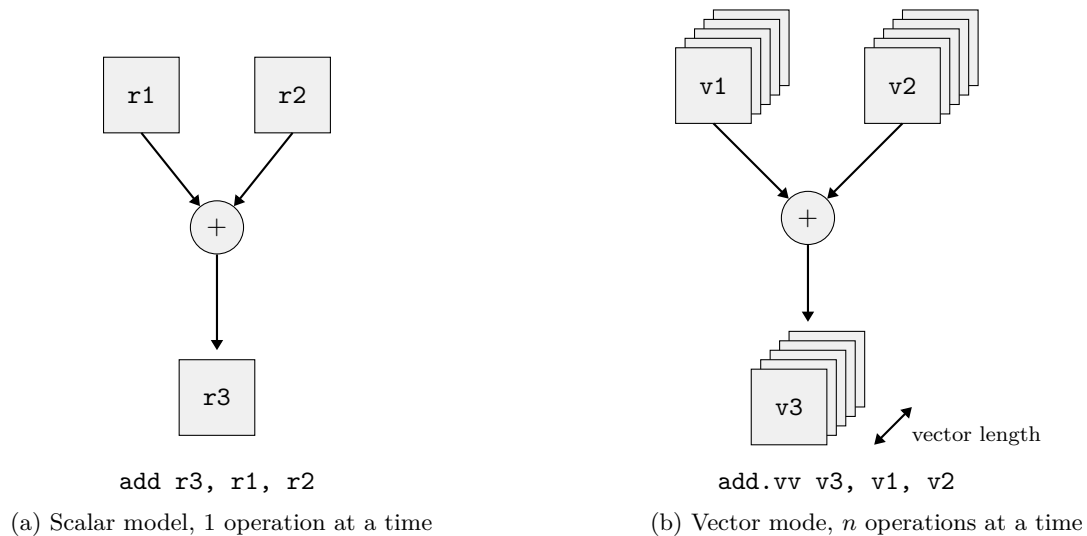 r1
r2
+
r3
add r3, r1, r2
(a) Scalar model, 1 operation at a time
v1
v2
+
v3
vector length
add.vv v3, v1, v2
(b) Vector mode, n operations at a time